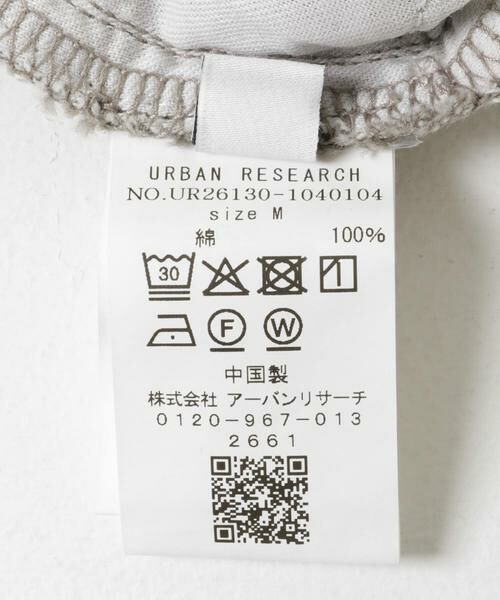 URBAN RESEARCH
NO.UR26130-1040104
size M
綿 100%
30
F W
中国製
株式会社 アーバンリサーチ
0120-967-013
2661